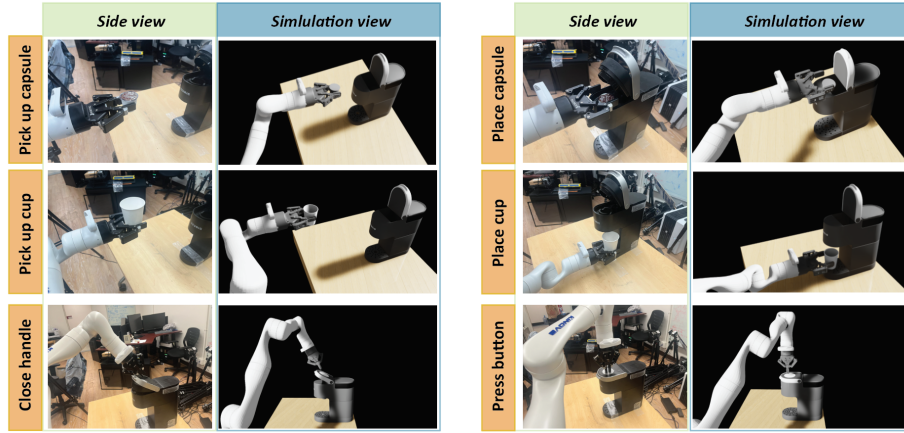 Side view
Simlulation view
Side view
Simlulation view
Pick up capsule
Place capsule
Pick up cup
Place cup
Close handle
Press button
KINOVA